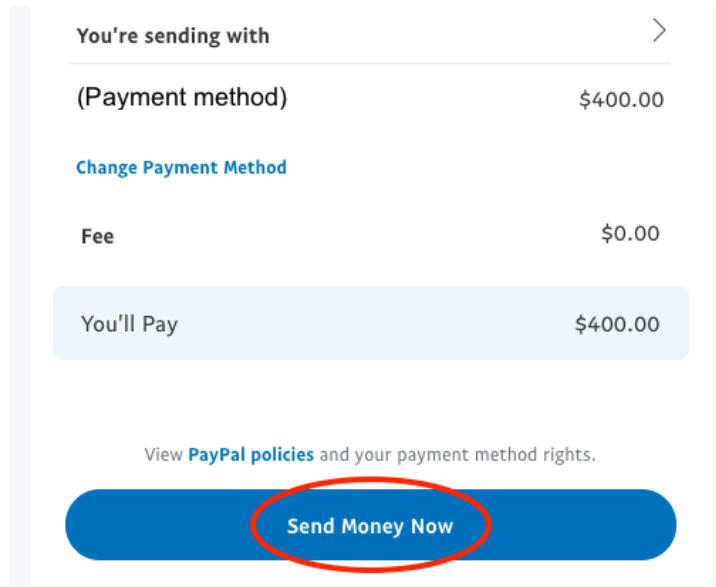 You're sending with
(Payment method) $400.00
Change Payment Method
Fee $0.00
You'll Pay $400.00
View PayPal policies and your payment method rights.
Send Money Now